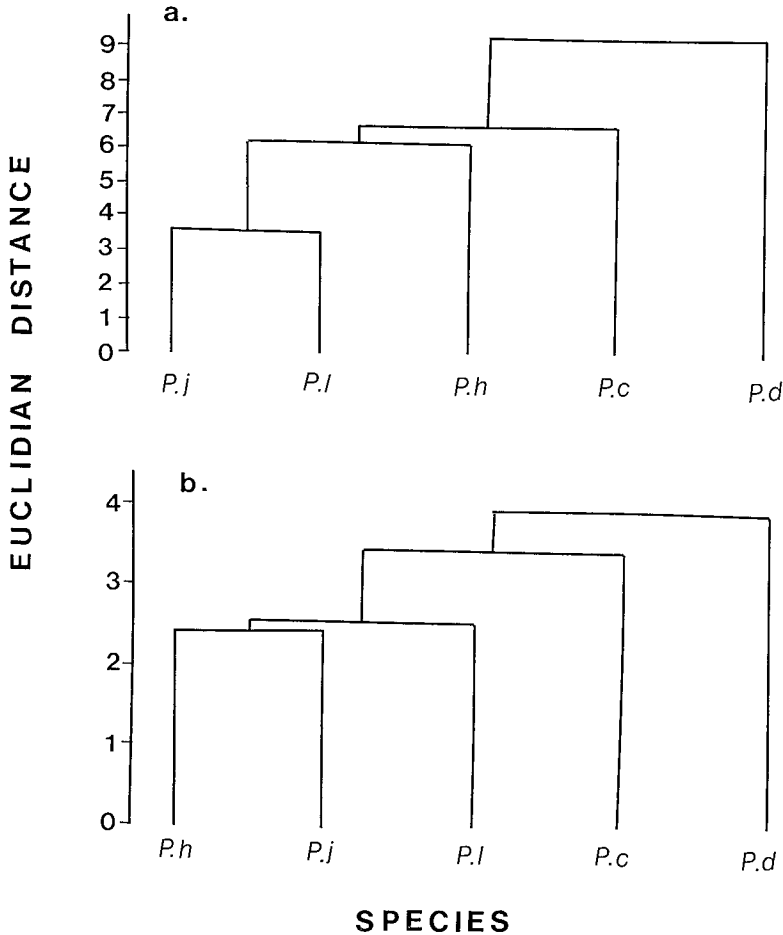 a.
EUCLIDIAN DISTANCE
9
8
7
6
5
4
3
2
1
0
P.j P.l P.h P.c P.d
b.
4
3
2
1
0
P.h P.j P.l P.c P.d
SPECIES